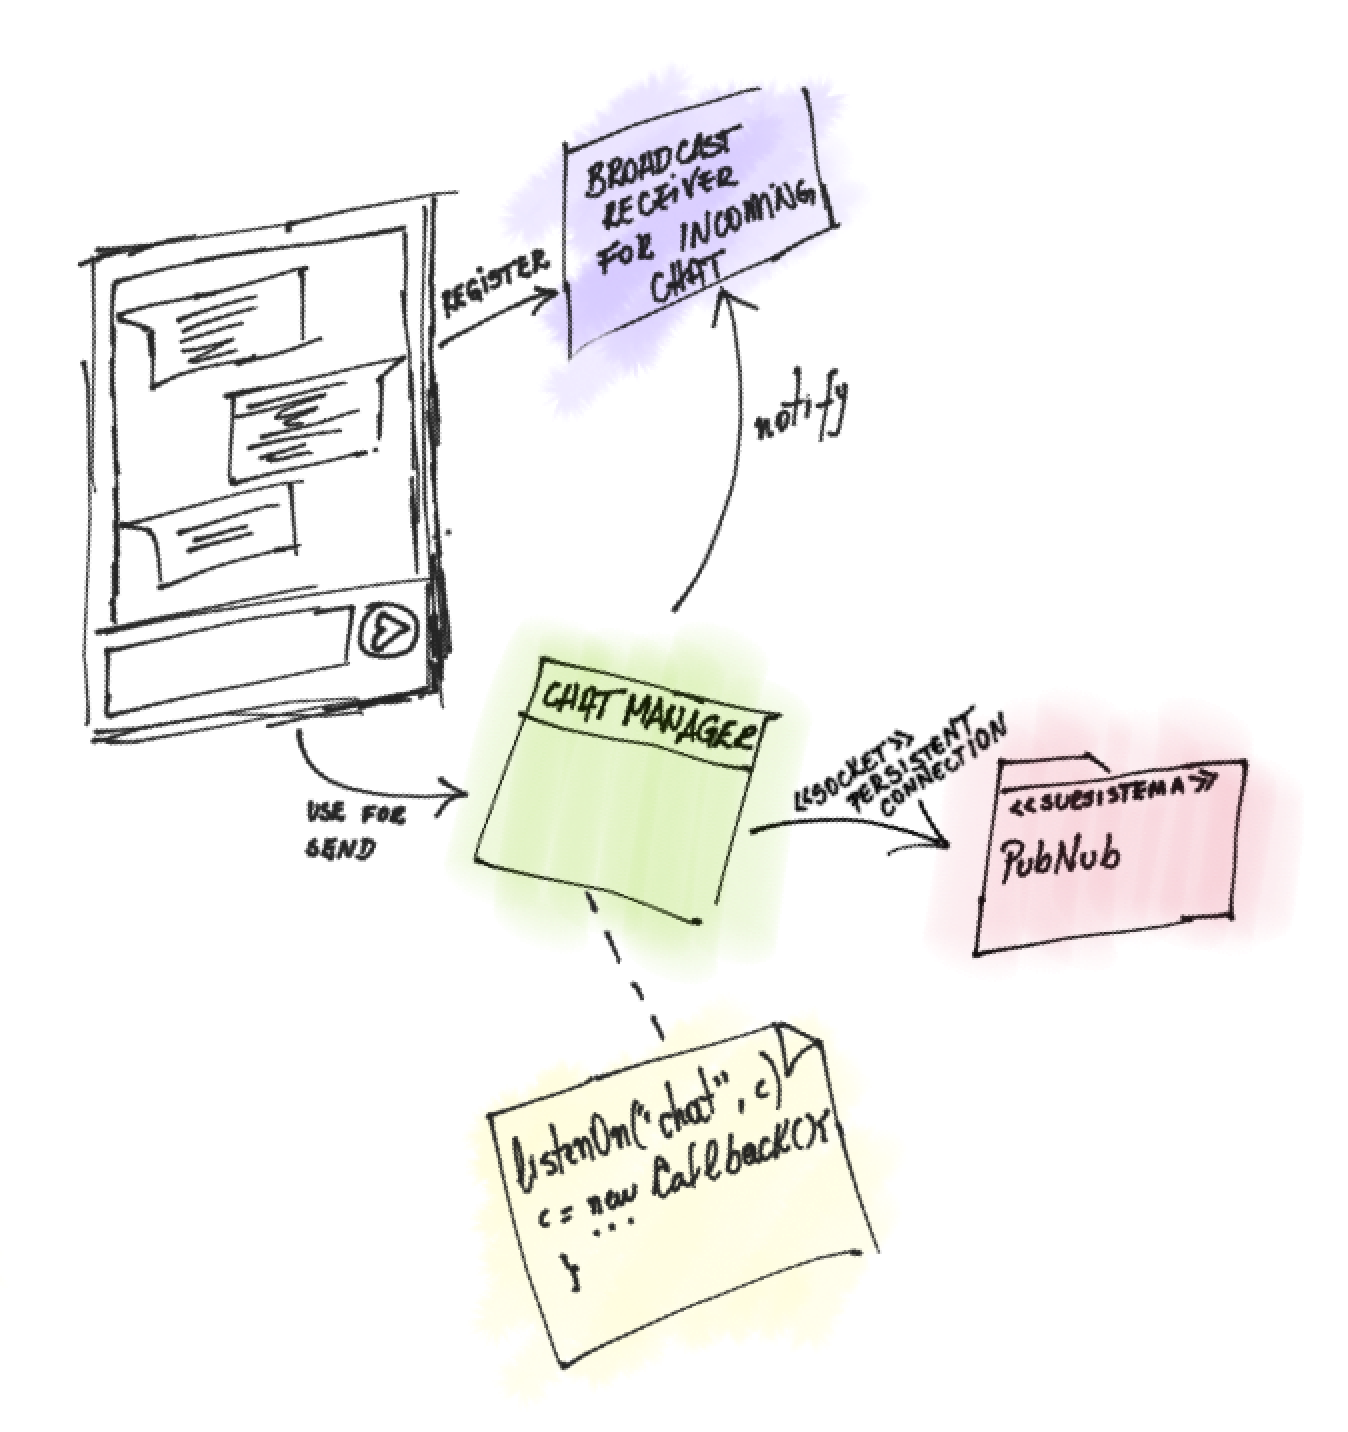 BROADCAST
RECEIVER
FOR INCOMING
CHAT
REGISTER
notify
CHAT MANAGER
<<SOCKET>>
PERSISTENT
CONNECTION
<<SUBSISTEMA>>
PubNub
USE FOR
SEND
listenOn("chat", c)
c = new Callback(){
...
}